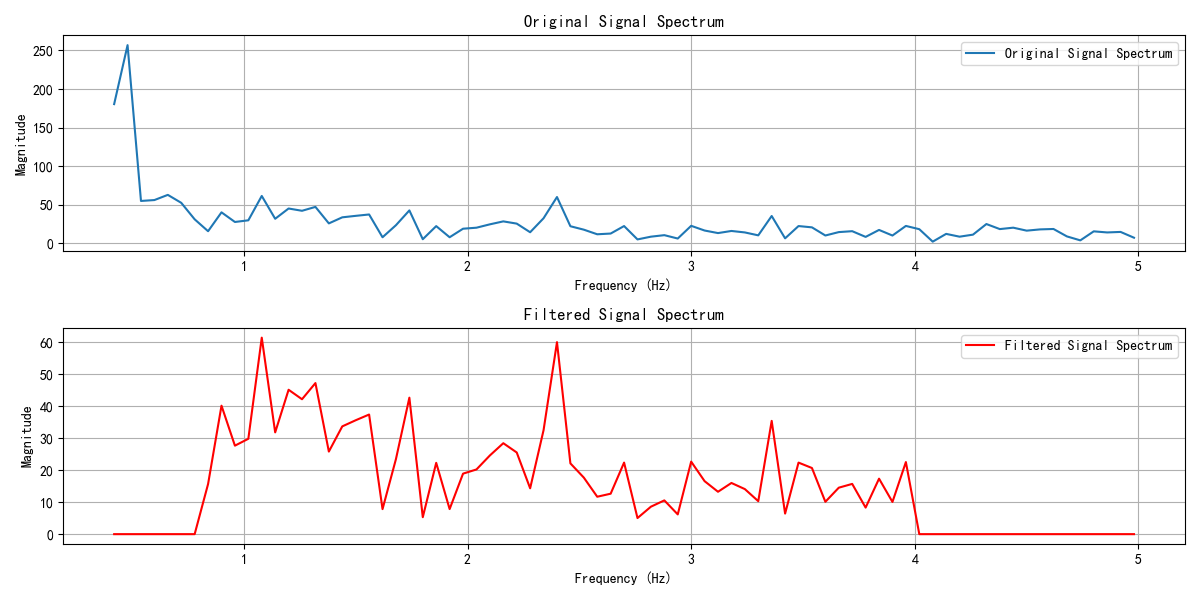 Original Signal Spectrum
Original Signal Spectrum
Magnitude
250
200
150
100
50
0
1
2
3
4
5
Frequency (Hz)
Filtered Signal Spectrum
Filtered Signal Spectrum
Magnitude
60
50
40
30
20
10
0
1
2
3
4
5
Frequency (Hz)